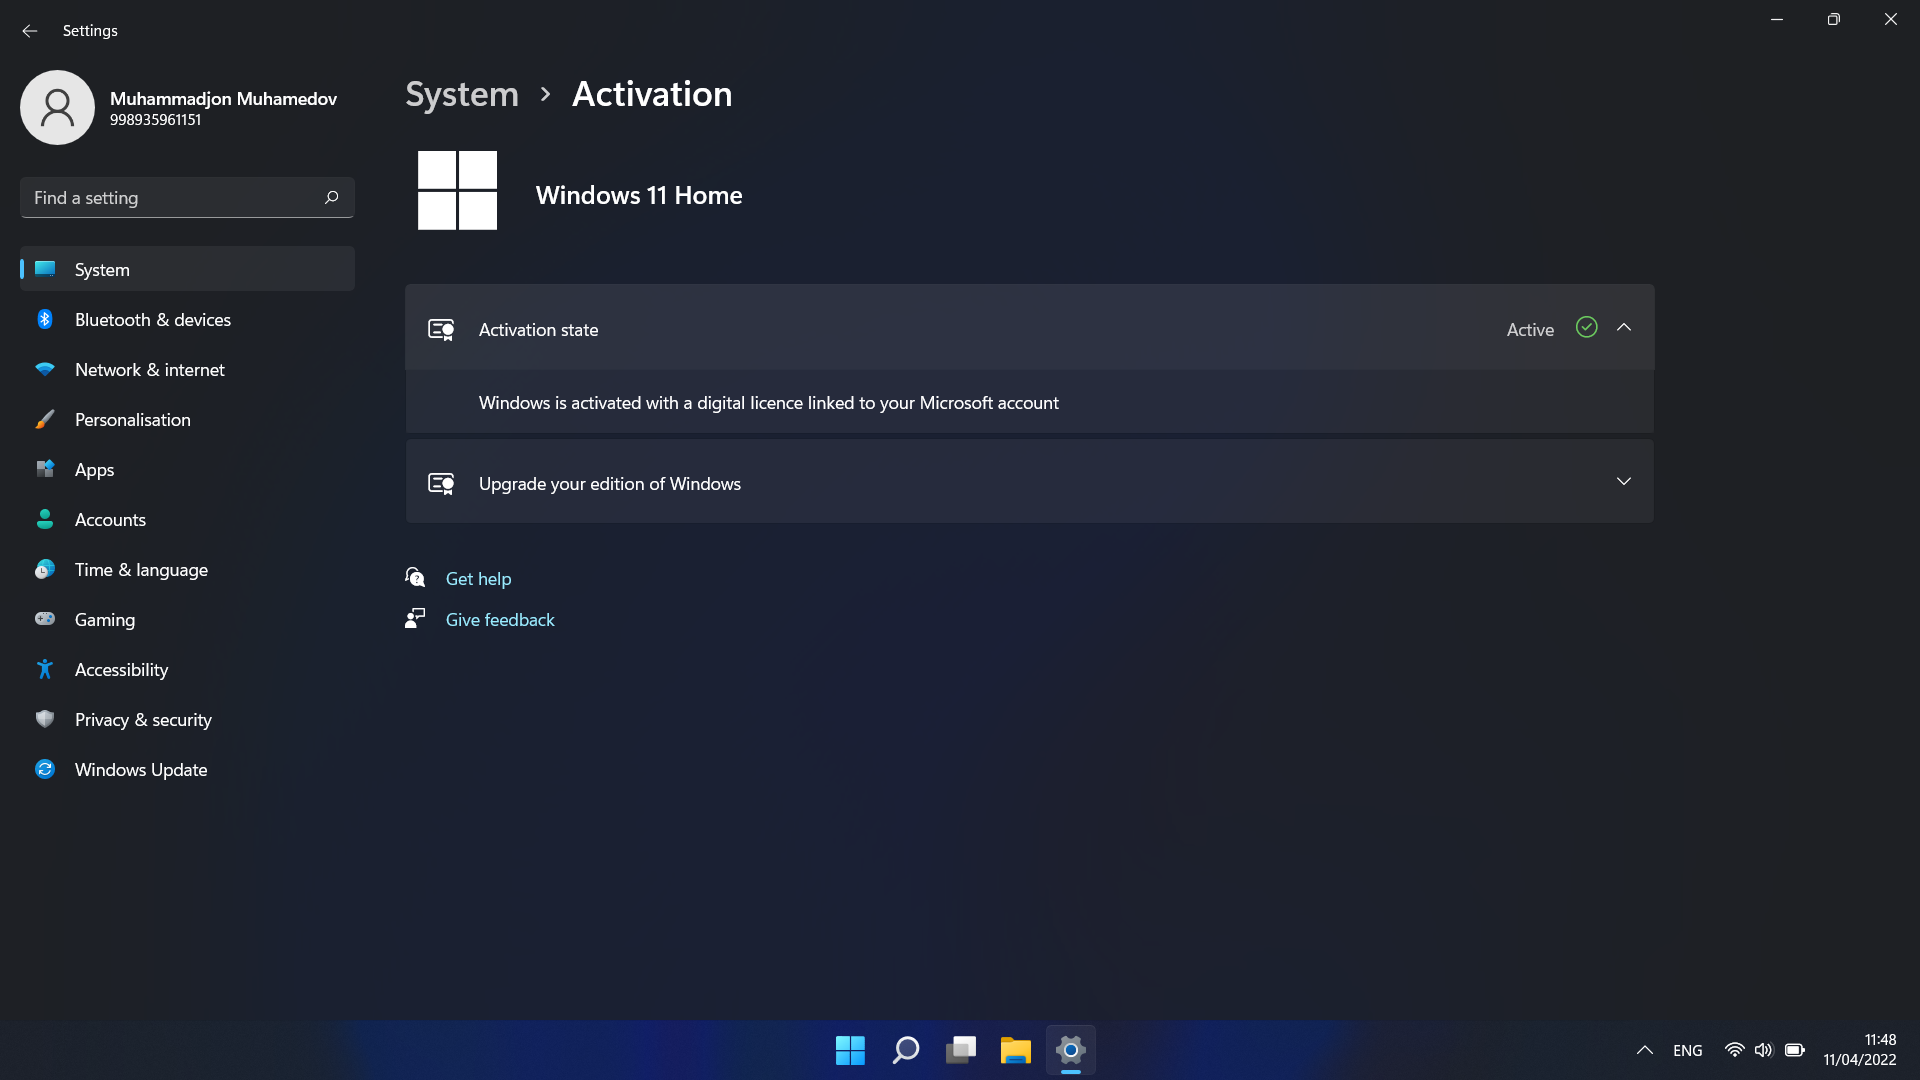 Settings
Muhammadjon Muhamedov
998935961151
Find a setting
System
Bluetooth & devices
Network & internet
Personalisation
Apps
Accounts
Time & language
Gaming
Accessibility
Privacy & security
Windows Update
System > Activation
Windows 11 Home
Activation state
Active
Windows is activated with a digital licence linked to your Microsoft account
Upgrade your edition of Windows
Get help
Give feedback
ENG
11:48
11/04/2022